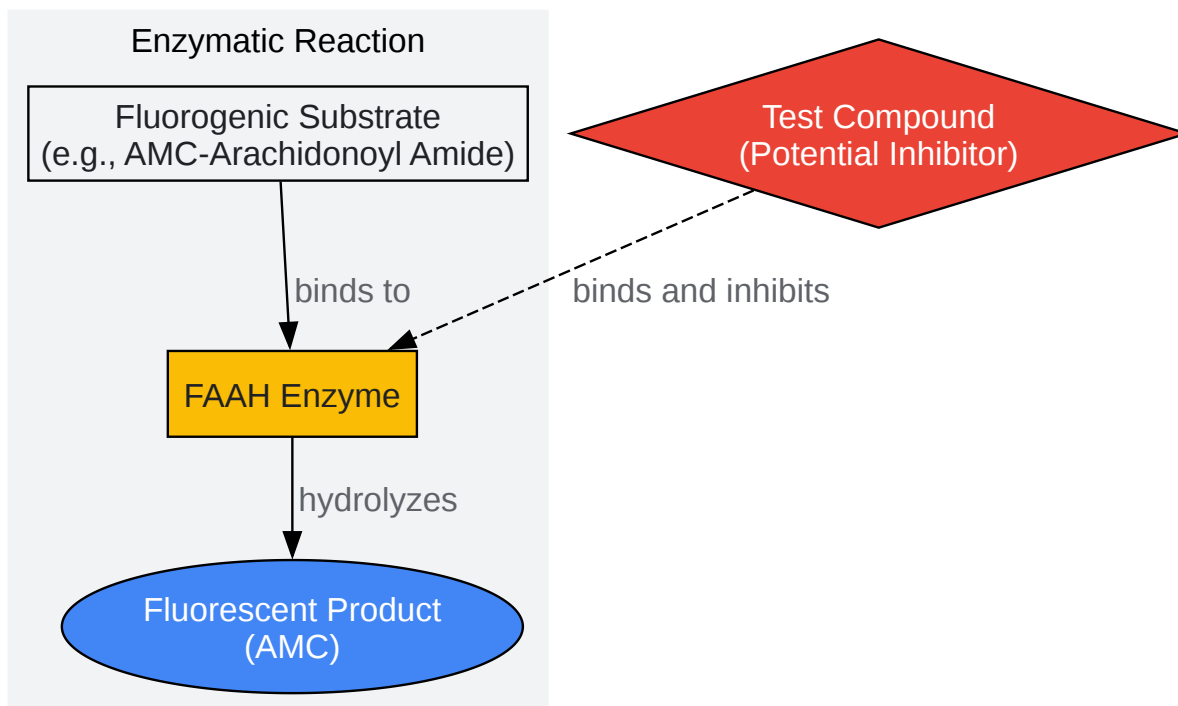 Enzymatic Reaction
Fluorogenic Substrate
(e.g., AMC-Arachidonoyl Amide)
Test Compound
(Potential Inhibitor)
binds to
binds and inhibits
FAAH Enzyme
hydrolyzes
Fluorescent Product
(AMC)